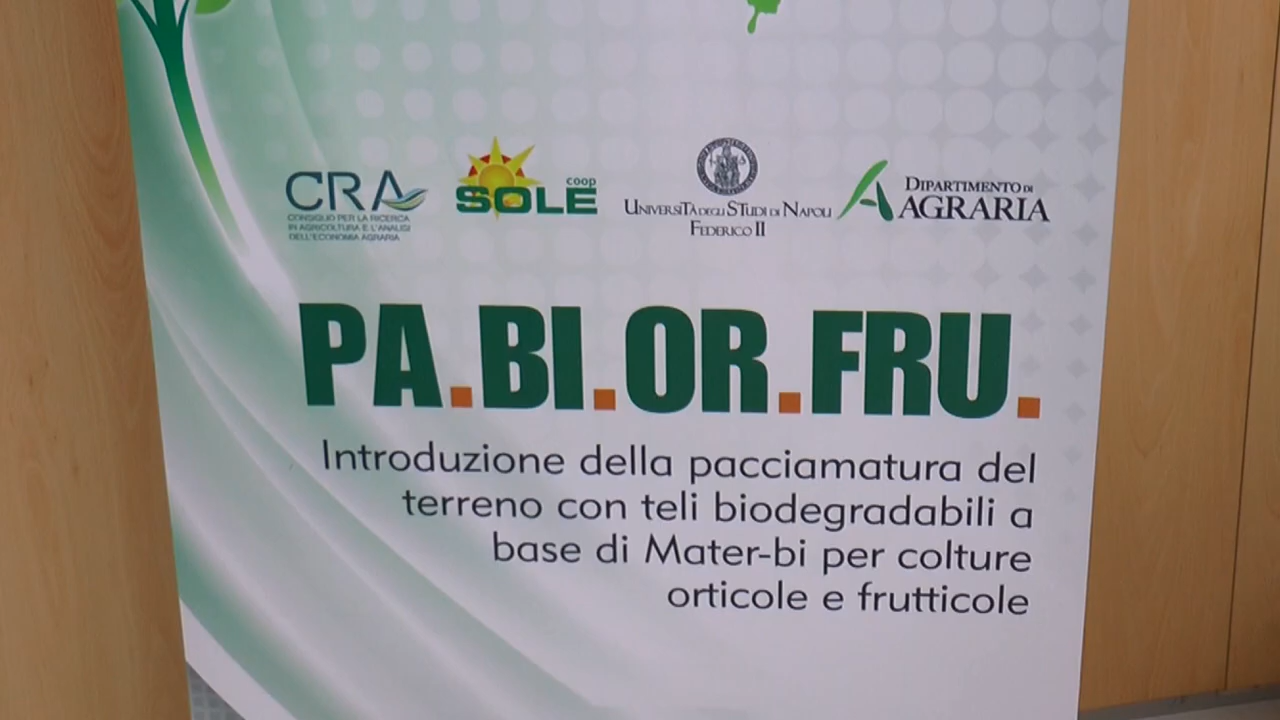 CRA
CONSIGLIO PER LA RICERCA
IN AGRICOLTURA E L'ANALISI
DELL'ECONOMIA AGRARIA
coop
SOLE
UNIVERSITÀ DEGLI STUDI DI NAPOLI
FEDERICO II
DIPARTIMENTO DI
AGRARIA
PA.BI.OR.FRU.
Introduzione della pacciamatura del
terreno con teli biodegradabili a
base di Mater-bi per colture
orticole e frutticole